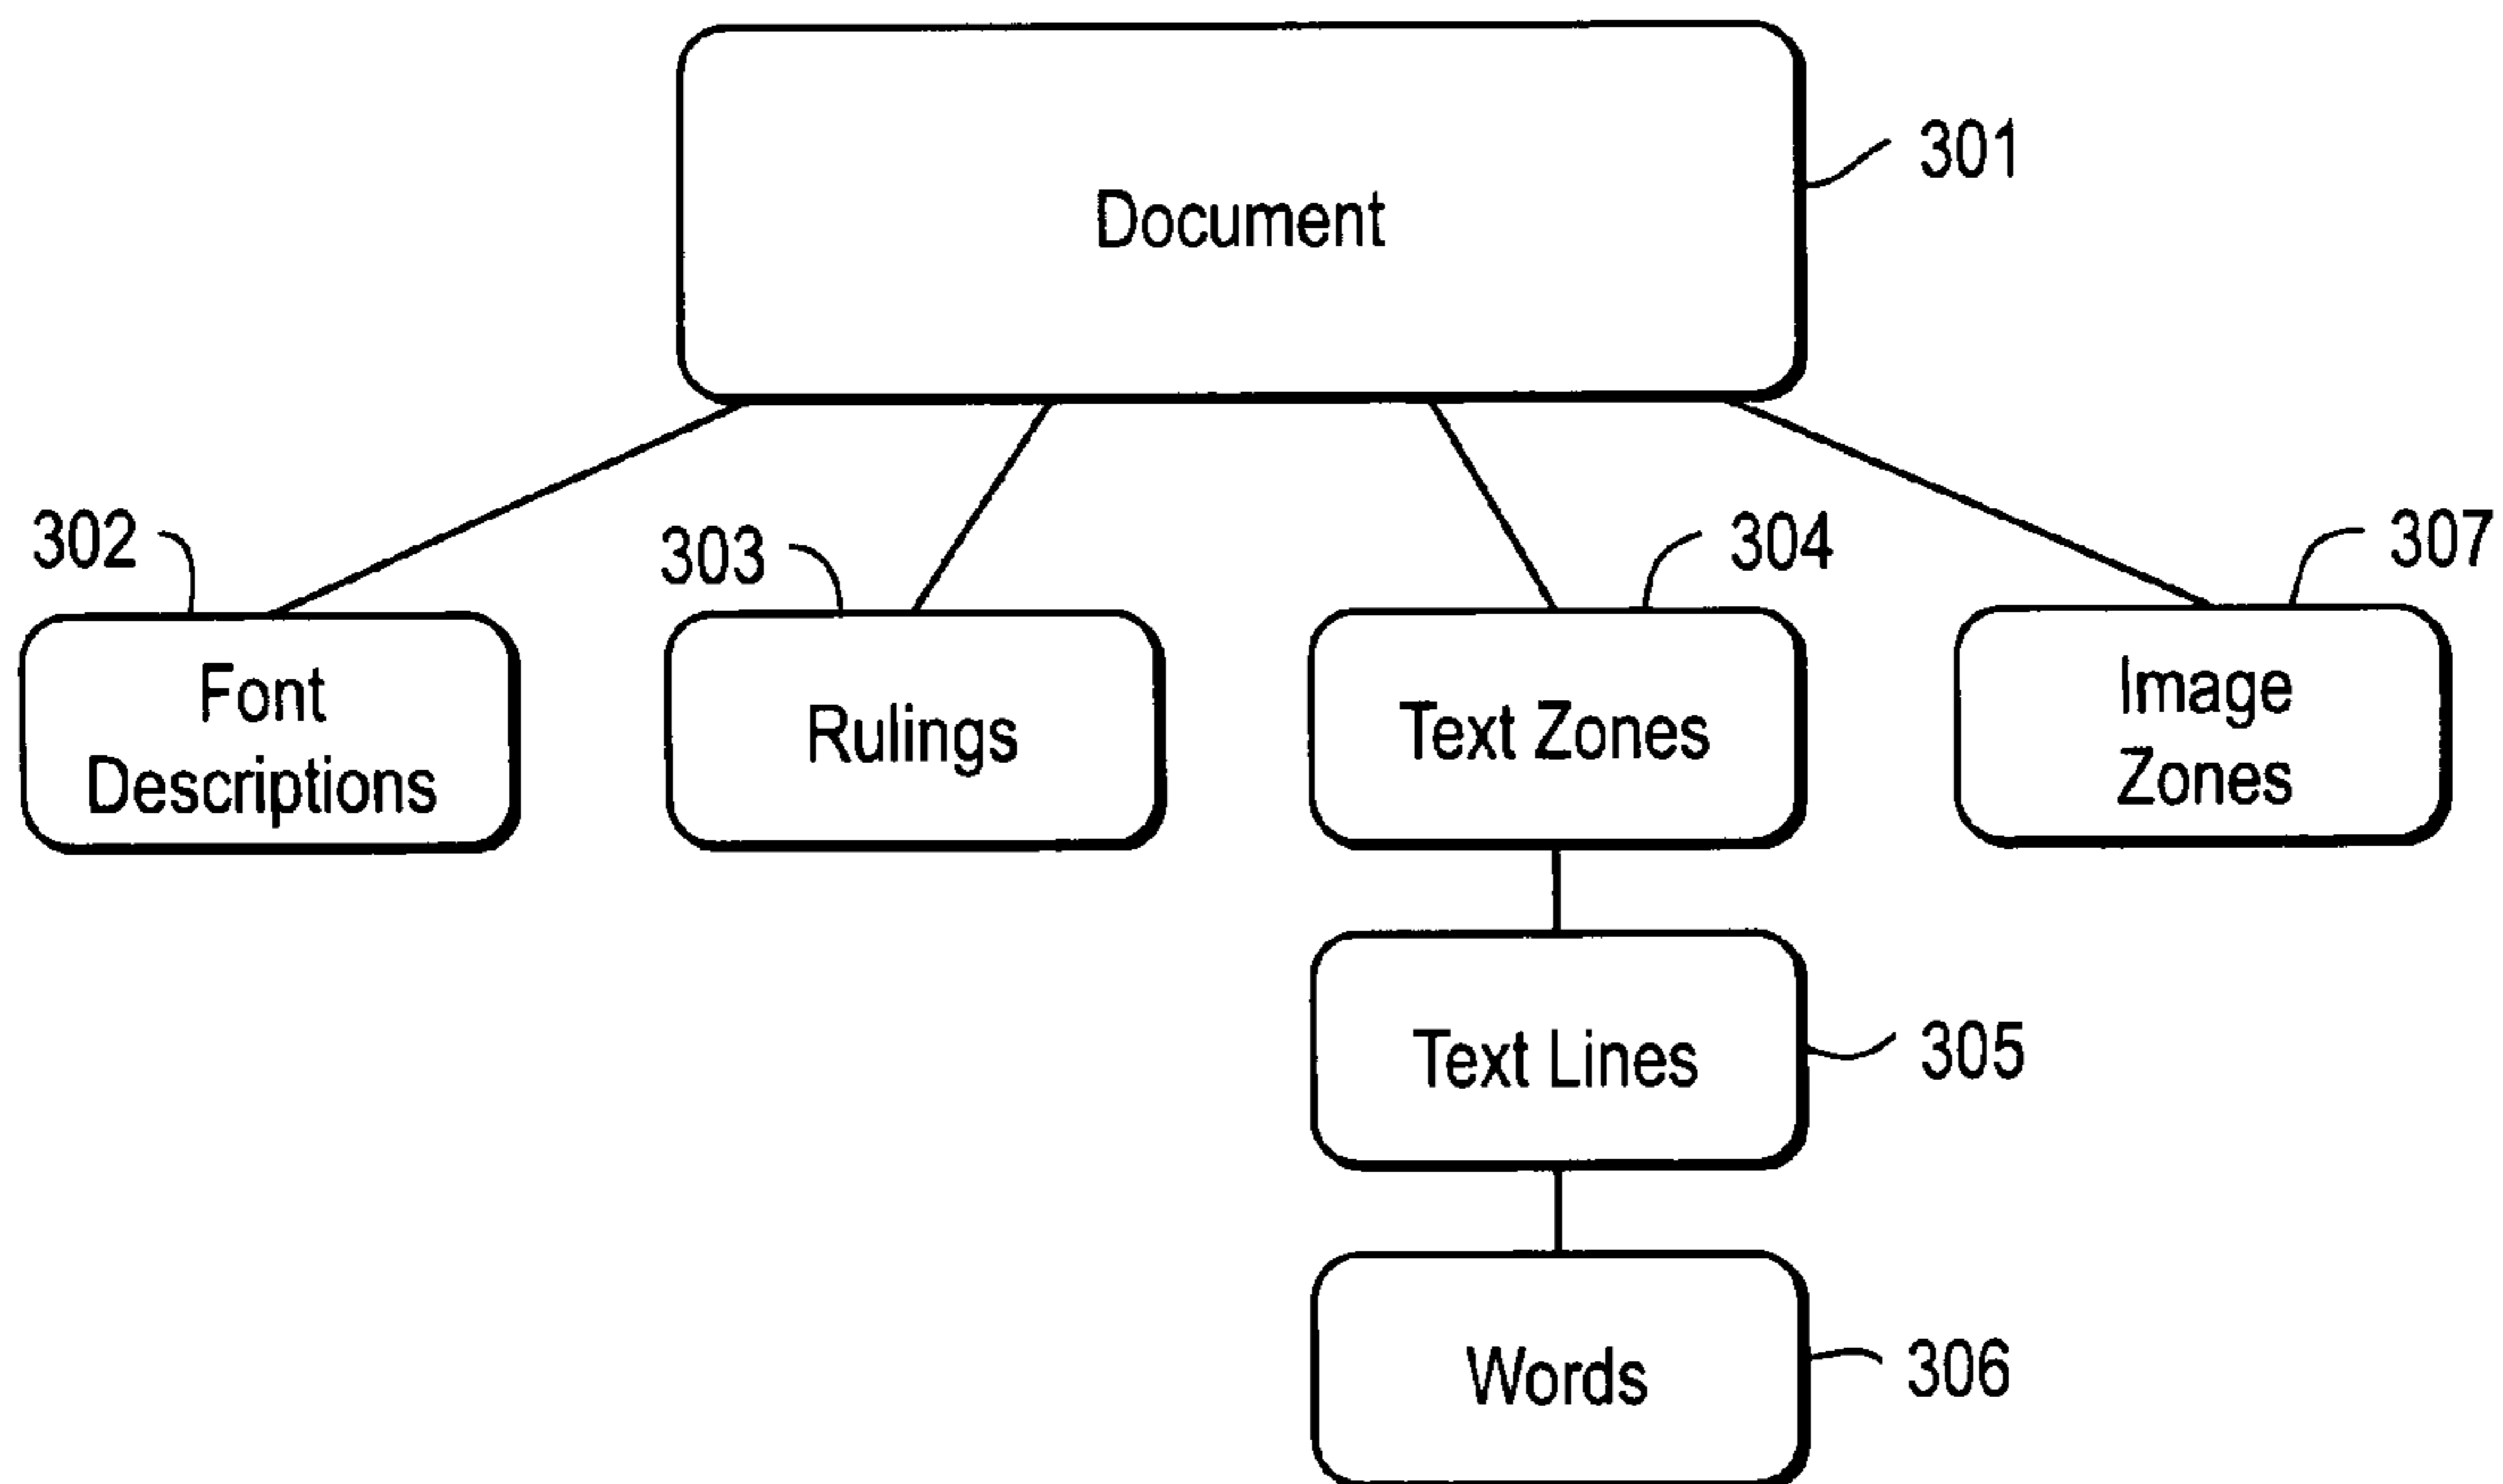 Document
301
302
303
304
307
Font
Descriptions
Rulings
Text Zones
Image
Zones
Text Lines
305
Words
306